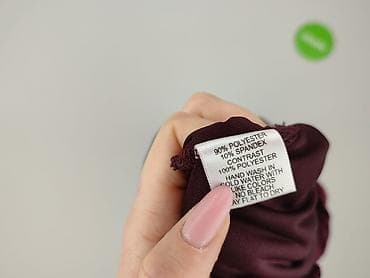 90% POLYESTER
10% SPANDEX
CONTRAST
100% POLYESTER
HAND WASH IN
COLD WATER WITH
LIKE COLORS
NO BLEACH
LAY FLAT TO DRY